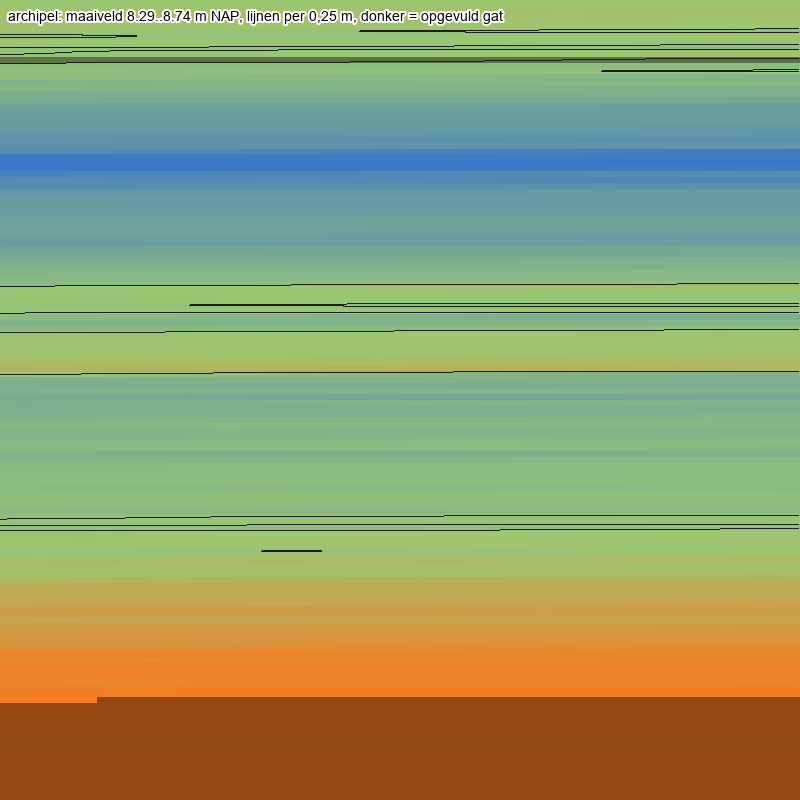 archipel: maaiveld 8.29..8.74 m NAP, lijnen per 0,25 m, donker = opgevuld gat